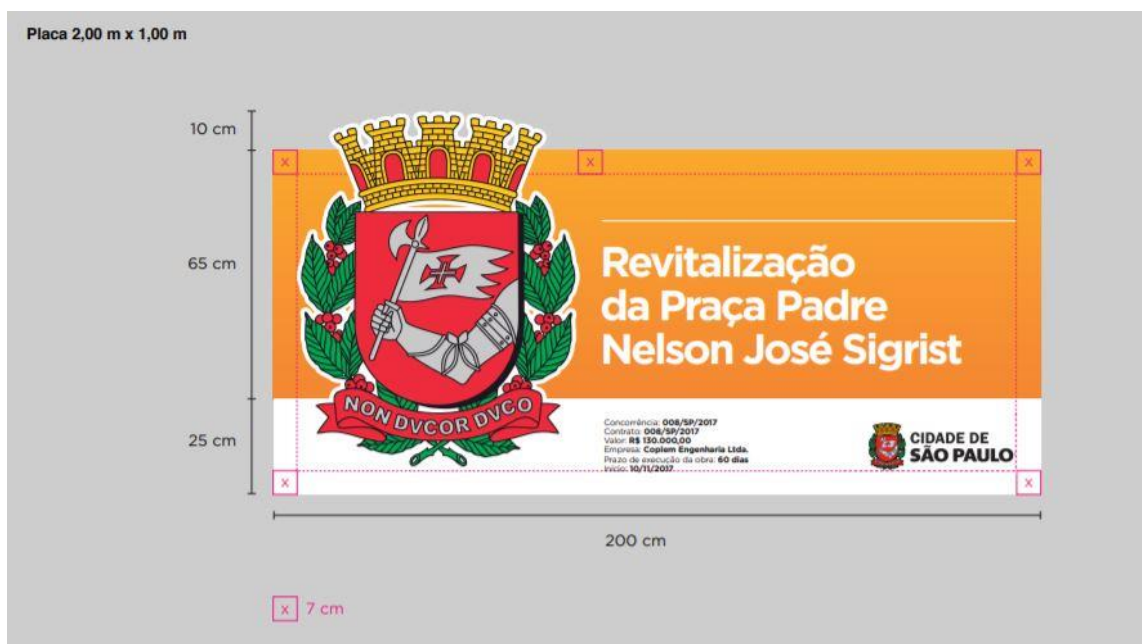 Placa 2,00 m x 1,00 m
10 cm
x
x
x
65 cm
Revitalização
da Praça Padre
Nelson José Sigrist
NON DVCOR DVCO
25 cm
Concorrência: 008/SP/2017
Contrato: 008/SP/2017
Valor: R$ 130.000,00
Empresa: Coplem Engenharia Ltda.
Prazo de execução da obra: 60 dias
Início: 10/11/2017
CIDADE DE
SÃO PAULO
x
x
200 cm
x 7 cm